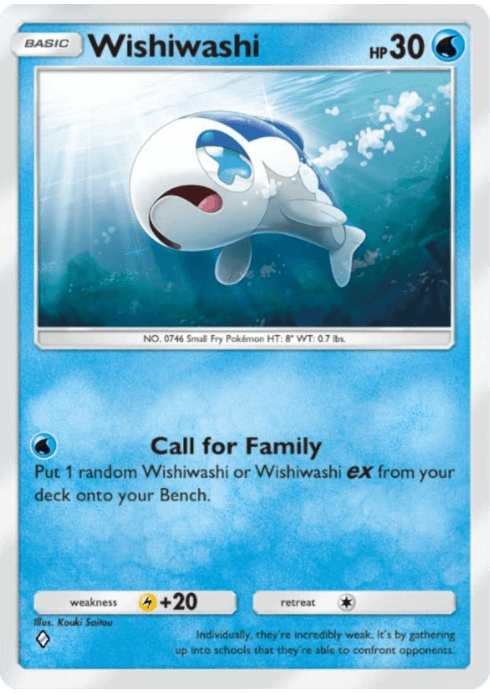 BASIC Wishiwashi HP 30
NO. 0746 Small Fry Pokémon HT: 8" WT: 0.7 lbs.
Call for Family
Put 1 random Wishiwashi or Wishiwashi ex from your
deck onto your Bench.
weakness +20 retreat
Illus. Kouki Saitou
Individually, they're incredibly weak. It's by gathering
up into schools that they're able to confront opponents.